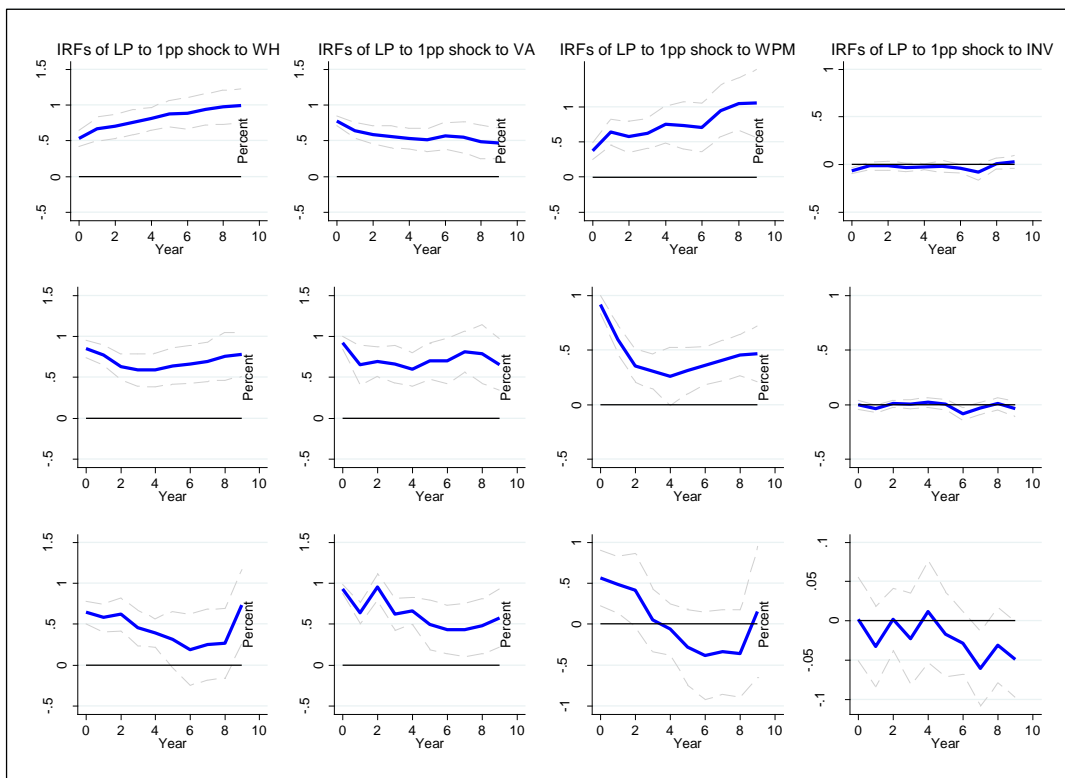 IRFs of LP to 1pp shock to WH
1.5
1
.5
0
-.5
0 2 4 6 8 10
Year
Percent
IRFs of LP to 1pp shock to VA
1.5
1
.5
0
-.5
0 2 4 6 8 10
Year
Percent
IRFs of LP to 1pp shock to WPM
1.5
1
.5
0
-.5
0 2 4 6 8 10
Year
Percent
IRFs of LP to 1pp shock to INV
1
.5
0
-.5
0 2 4 6 8 10
Year
1.5
1
.5
0
-.5
0 2 4 6 8 10
Year
Percent
1.5
1
.5
0
-.5
0 2 4 6 8 10
Year
Percent
1
.5
0
-.5
0 2 4 6 8 10
Year
Percent
1
.5
0
-.5
0 2 4 6 8 10
Year
1.5
1
.5
0
-.5
0 2 4 6 8 10
Year
Percent
1.5
1
.5
0
-.5
0 2 4 6 8 10
Year
Percent
1
.5
0
-.5
-1
0 2 4 6 8 10
Year
Percent
.1
.05
0
-.05
-.1
0 2 4 6 8 10
Year